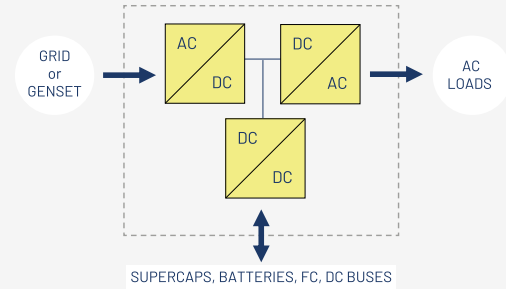 GRID
or
GENSET
AC
DC
DC
AC
AC
LOADS
DC
DC
SUPERCAPS, BATTERIES, FC, DC BUSES